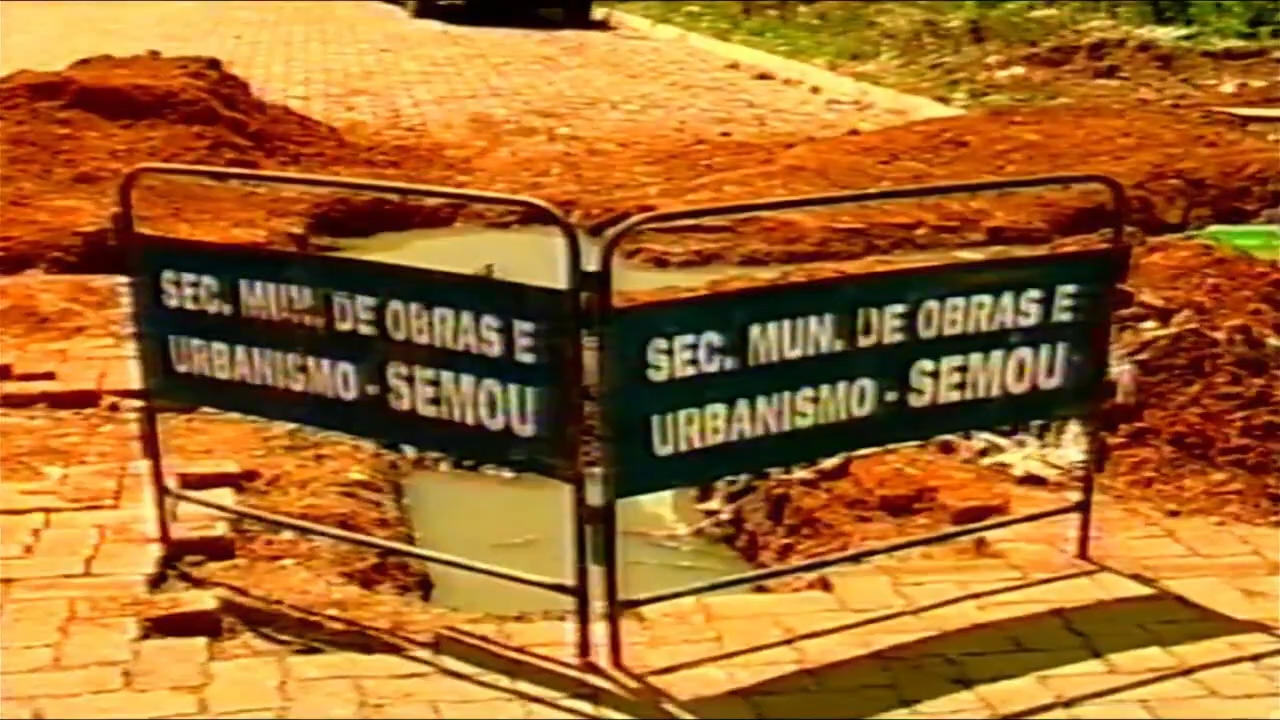 SEC. MUN. DE OBRAS E
URBANISMO - SEMOU
SEC. MUN. DE OBRAS E
URBANISMO - SEMOU